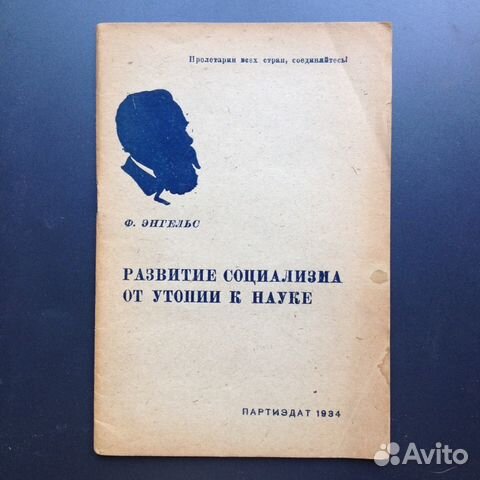 Пролетарии всех стран, соединяйтесь!
Ф. ЭНГЕЛЬС
РАЗВИТИЕ СОЦИАЛИЗМА
ОТ УТОПИИ К НАУКЕ
ПАРТИЗДАТ 1934
Avito